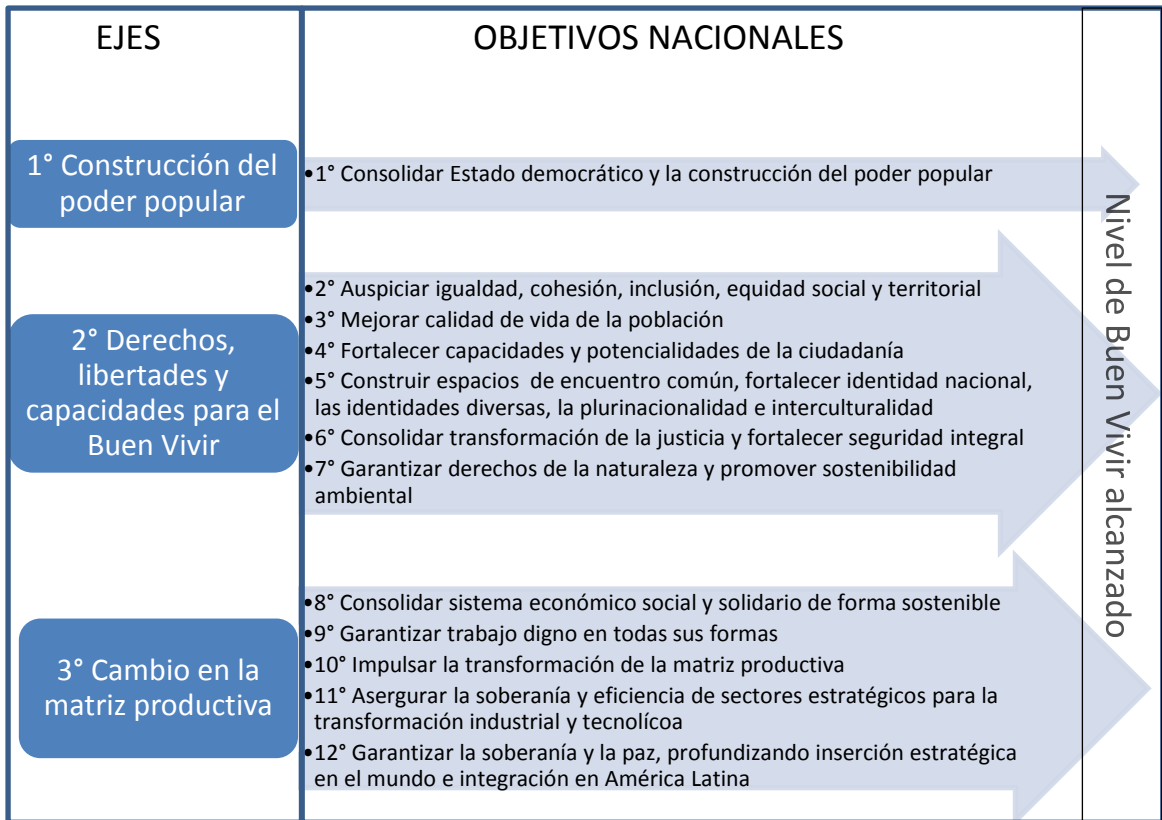 EJES
OBJETIVOS NACIONALES
1° Construcción del
poder popular
•1° Consolidar Estado democrático y la construcción del poder popular
2° Derechos,
libertades y
capacidades para el
Buen Vivir
•2° Auspiciar igualdad, cohesión, inclusión, equidad social y territorial
•3° Mejorar calidad de vida de la población
•4° Fortalecer capacidades y potencialidades de la ciudadanía
•5° Construir espacios de encuentro común, fortalecer identidad nacional,
las identidades diversas, la plurinacionalidad e interculturalidad
•6° Consolidar transformación de la justicia y fortalecer seguridad integral
•7° Garantizar derechos de la naturaleza y promover sostenibilidad
ambiental
3° Cambio en la
matriz productiva
•8° Consolidar sistema económico social y solidario de forma sostenible
•9° Garantizar trabajo digno en todas sus formas
•10° Impulsar la transformación de la matriz productiva
•11° Asergurar la soberanía y eficiencia de sectores estratégicos para la
transformación industrial y tecnolícoa
•12° Garantizar la soberanía y la paz, profundizando inserción estratégica
en el mundo e integración en América Latina
Nivel de Buen Vivir alcanzado